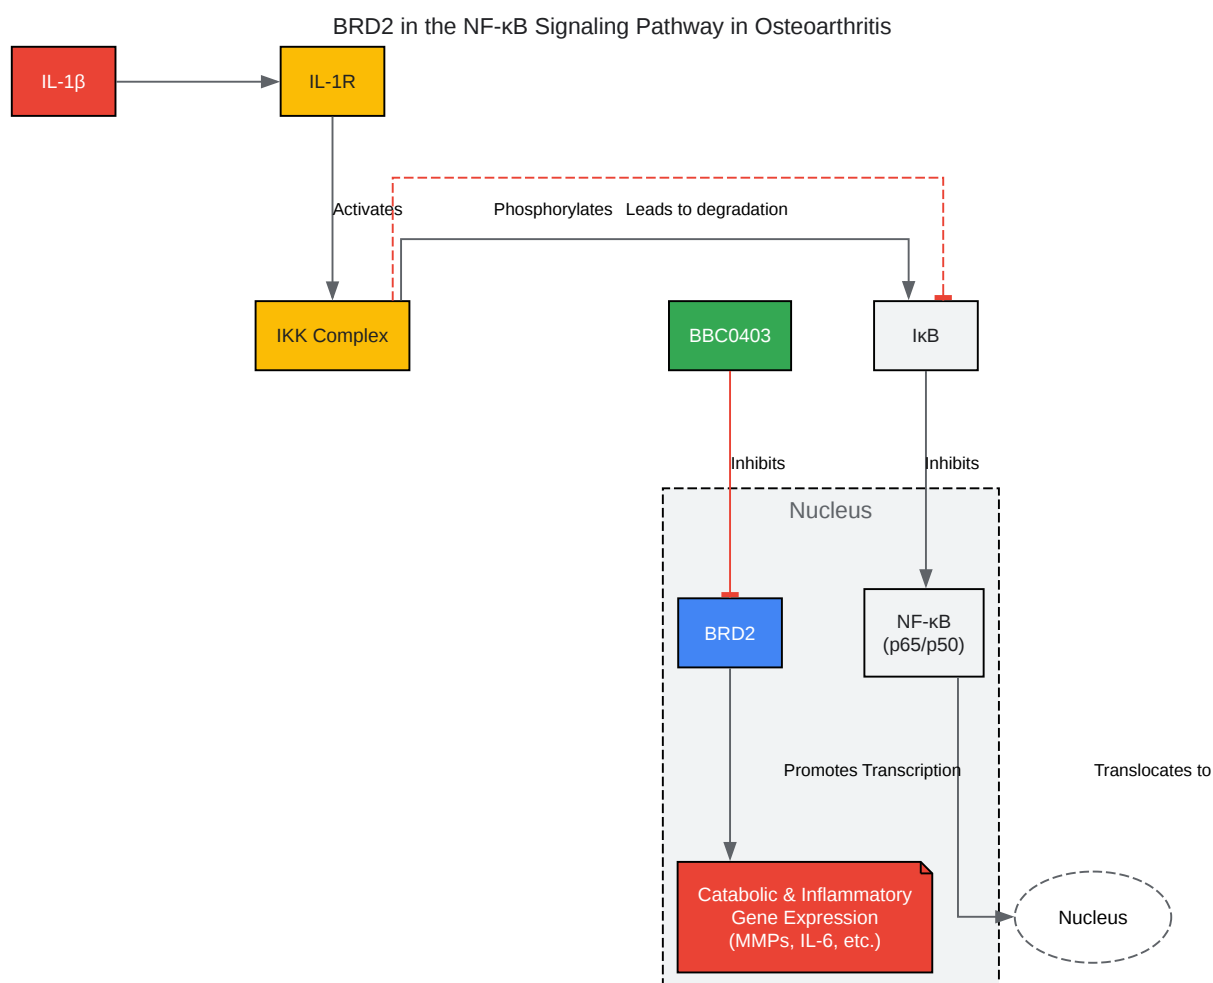 BRD2 in the NF-κB Signaling Pathway in Osteoarthritis
IL-1β
IL-1R
Activates
Phosphorylates
Leads to degradation
IKK Complex
BBC0403
IκB
Inhibits
Inhibits
Nucleus
BRD2
NF-κB
(p65/p50)
Promotes Transcription
Translocates to
Catabolic & Inflammatory
Gene Expression
(MMPs, IL-6, etc.)
Nucleus